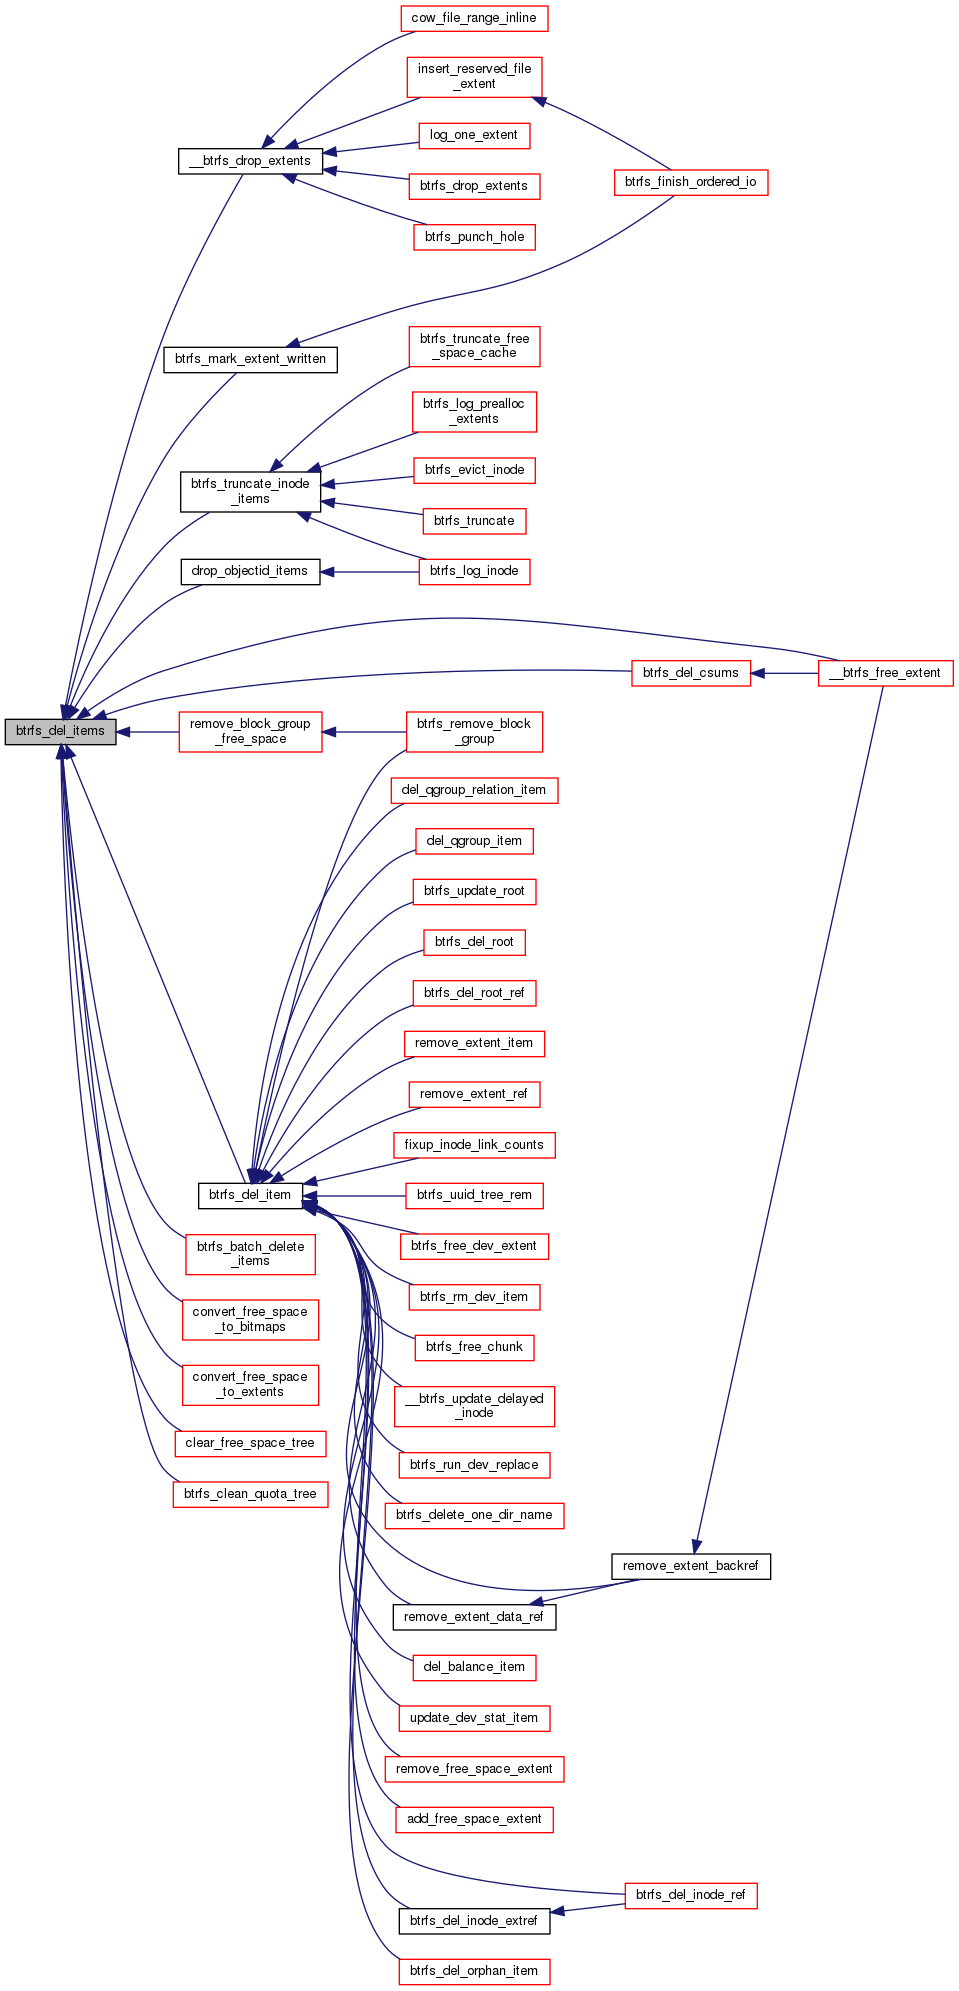 cow_file_range_inline
insert_reserved_file
_extent
log_one_extent
__btrfs_drop_extents
btrfs_drop_extents
btrfs_finish_ordered_io
btrfs_punch_hole
btrfs_truncate_free
_space_cache
btrfs_mark_extent_written
btrfs_log_prealloc
_extents
btrfs_evict_inode
btrfs_truncate_inode
_items
btrfs_truncate
drop_objectid_items
btrfs_log_inode
btrfs_del_csums
__btrfs_free_extent
btrfs_del_items
remove_block_group
_free_space
btrfs_remove_block
_group
del_qgroup_relation_item
del_qgroup_item
btrfs_update_root
btrfs_del_root
btrfs_del_root_ref
remove_extent_item
remove_extent_ref
fixup_inode_link_counts
btrfs_del_item
btrfs_uuid_tree_rem
btrfs_free_dev_extent
btrfs_batch_delete
_items
btrfs_rm_dev_item
convert_free_space
_to_bitmaps
btrfs_free_chunk
convert_free_space
_to_extents
__btrfs_update_delayed
_inode
clear_free_space_tree
btrfs_run_dev_replace
btrfs_clean_quota_tree
btrfs_delete_one_dir_name
remove_extent_backref
remove_extent_data_ref
del_balance_item
update_dev_stat_item
remove_free_space_extent
add_free_space_extent
btrfs_del_inode_ref
btrfs_del_inode_extref
btrfs_del_orphan_item